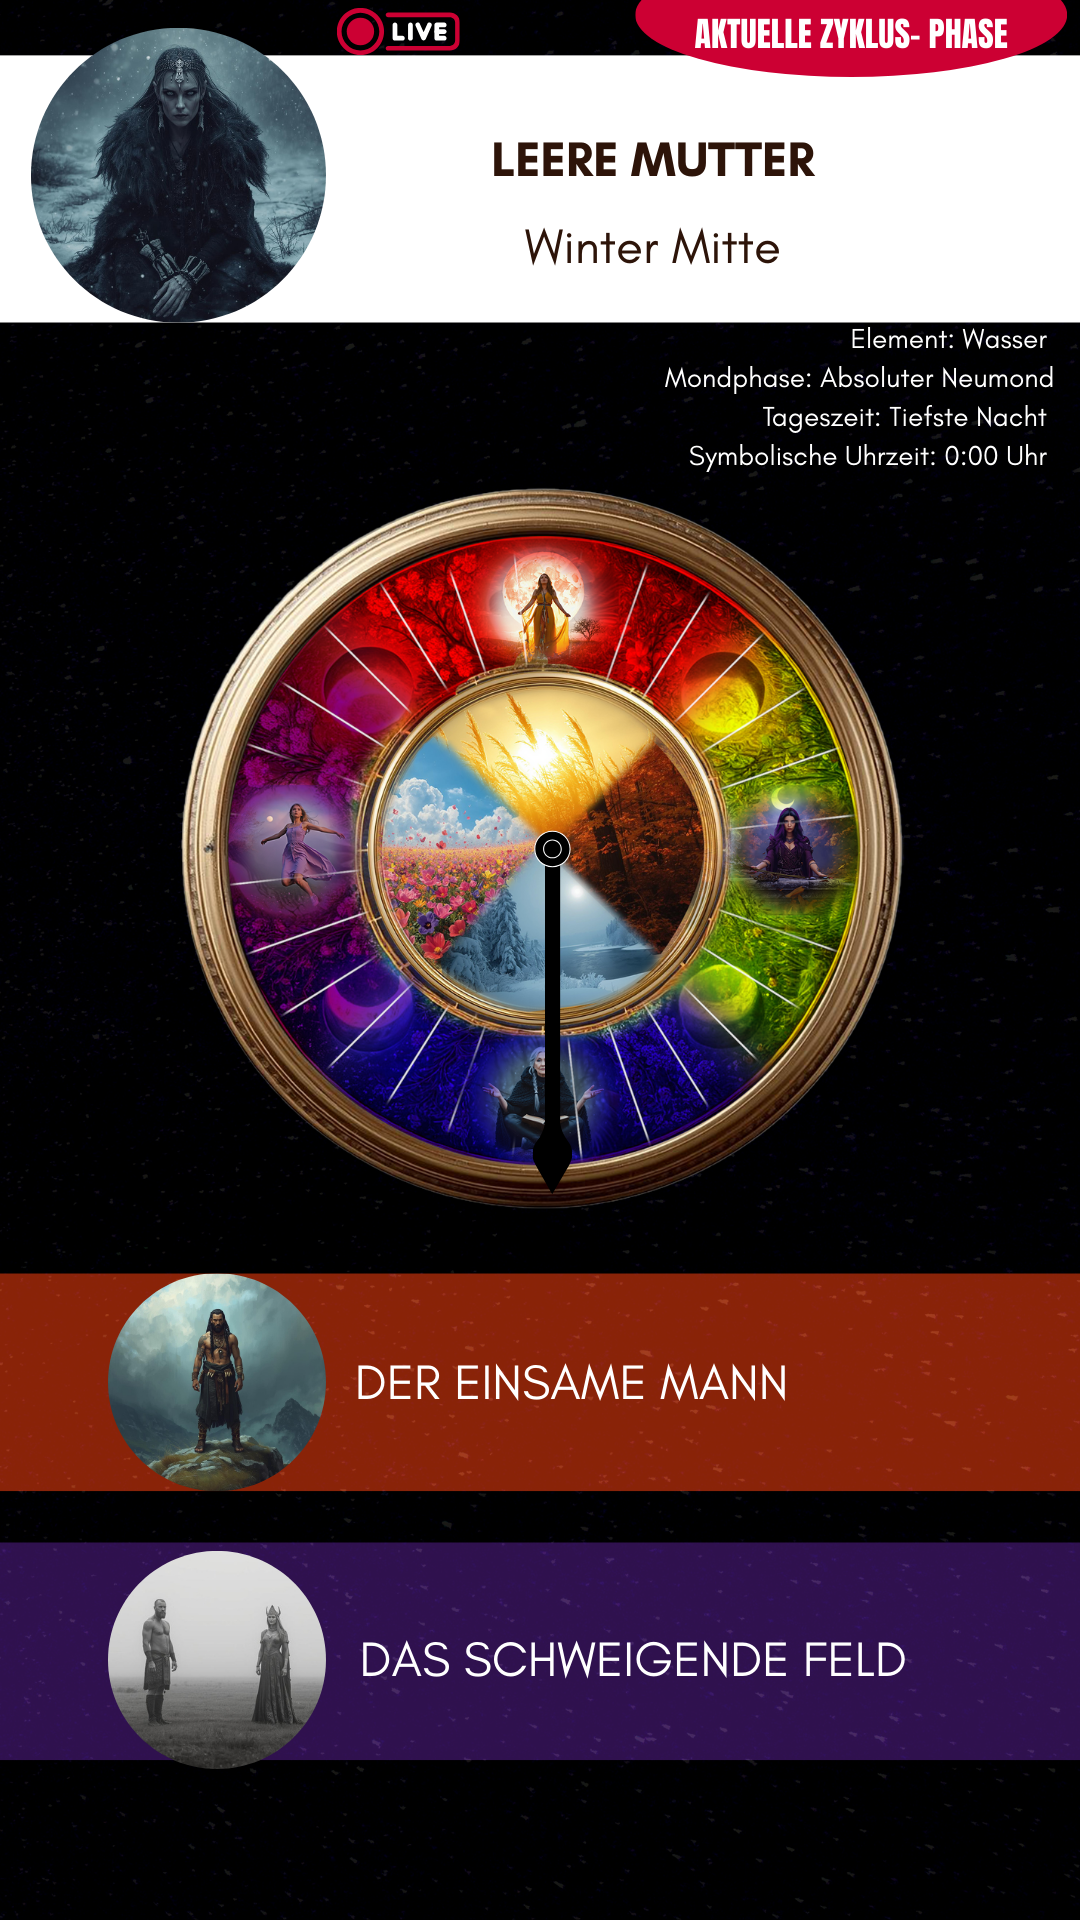 LIVE
AKTUELLE ZYKLUS- PHASE
LEERE MUTTER
Winter Mitte
Element: Wasser
Mondphase: Absoluter Neumond
Tageszeit: Tiefste Nacht
Symbolische Uhrzeit: 0:00 Uhr
DER EINSAME MANN
DAS SCHWEIGENDE FELD